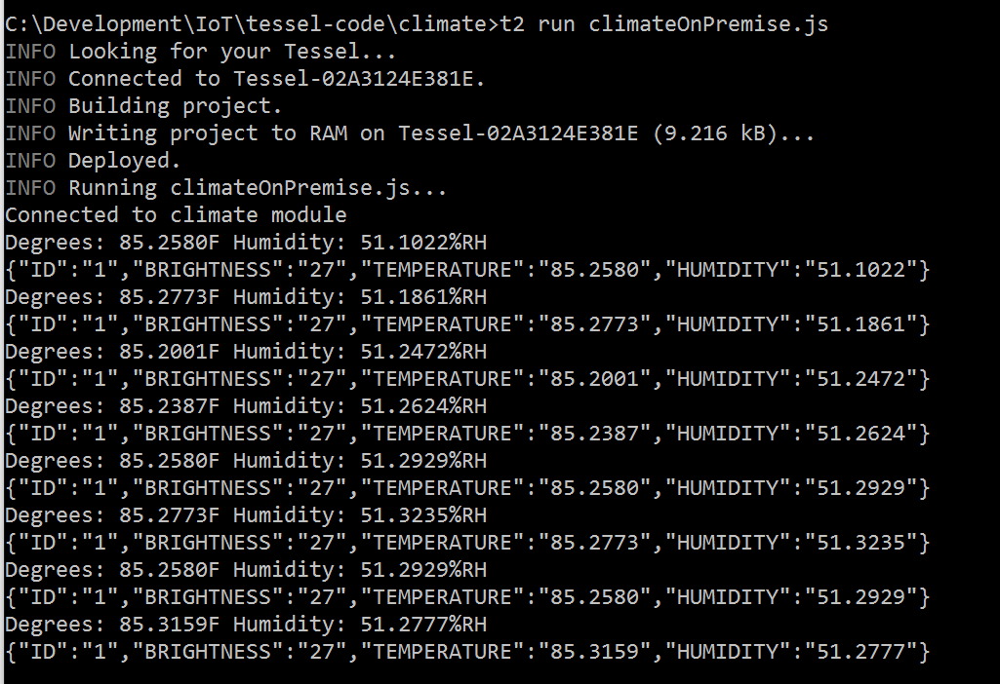 C:\Development\IoT\tessel-code\climate>t2 run climateOnPremise.js
INFO Looking for your Tessel...
INFO Connected to Tessel-02A3124E381E.
INFO Building project.
INFO Writing project to RAM on Tessel-02A3124E381E (9.216 kB)...
INFO Deployed.
INFO Running climateOnPremise.js...
Connected to climate module
Degrees: 85.2580F Humidity: 51.1022%RH
{"ID":"1","BRIGHTNESS":"27","TEMPERATURE":"85.2580","HUMIDITY":"51.1022"}
Degrees: 85.2773F Humidity: 51.1861%RH
{"ID":"1","BRIGHTNESS":"27","TEMPERATURE":"85.2773","HUMIDITY":"51.1861"}
Degrees: 85.2001F Humidity: 51.2472%RH
{"ID":"1","BRIGHTNESS":"27","TEMPERATURE":"85.2001","HUMIDITY":"51.2472"}
Degrees: 85.2387F Humidity: 51.2624%RH
{"ID":"1","BRIGHTNESS":"27","TEMPERATURE":"85.2387","HUMIDITY":"51.2624"}
Degrees: 85.2580F Humidity: 51.2929%RH
{"ID":"1","BRIGHTNESS":"27","TEMPERATURE":"85.2580","HUMIDITY":"51.2929"}
Degrees: 85.2773F Humidity: 51.3235%RH
{"ID":"1","BRIGHTNESS":"27","TEMPERATURE":"85.2773","HUMIDITY":"51.3235"}
Degrees: 85.2580F Humidity: 51.2929%RH
{"ID":"1","BRIGHTNESS":"27","TEMPERATURE":"85.2580","HUMIDITY":"51.2929"}
Degrees: 85.3159F Humidity: 51.2777%RH
{"ID":"1","BRIGHTNESS":"27","TEMPERATURE":"85.3159","HUMIDITY":"51.2777"}